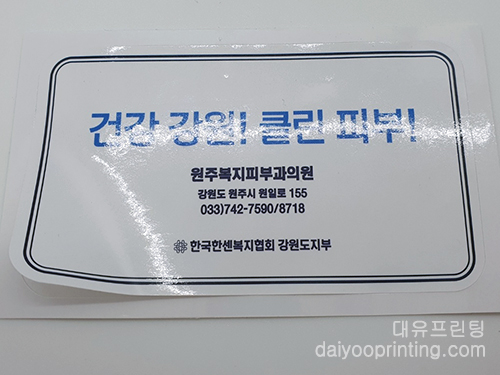 건강 강원! 클린 피부!
원주복지피부과의원
강원도 원주시 원일로 155
033)742-7590/8718
한국한센복지협회 강원도지부
대유프린팅
daiyooprinting.com